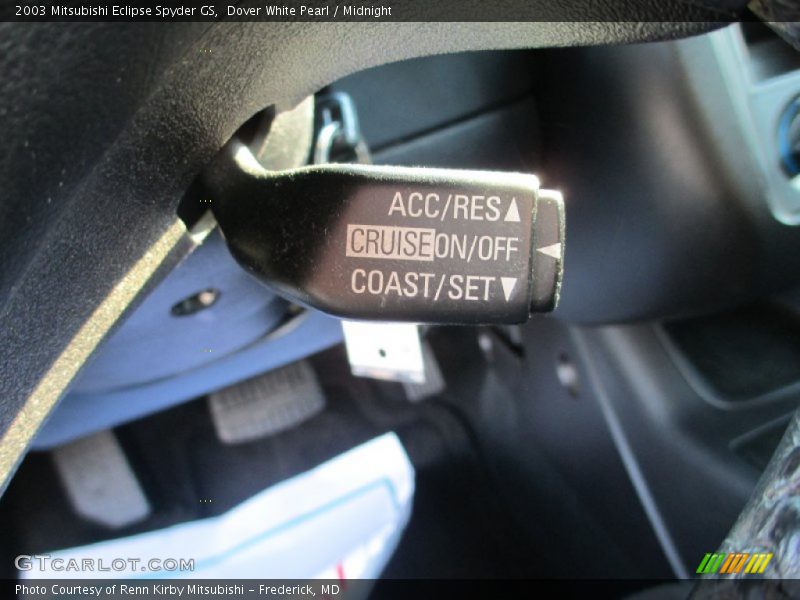 2003 Mitsubishi Eclipse Spyder GS, Dover White Pearl / Midnight
ACC/RES▲
CRUISE ON/OFF ◄
COAST/SET▼
GTcarlot.com
Photo Courtesy of Renn Kirby Mitsubishi - Frederick, MD